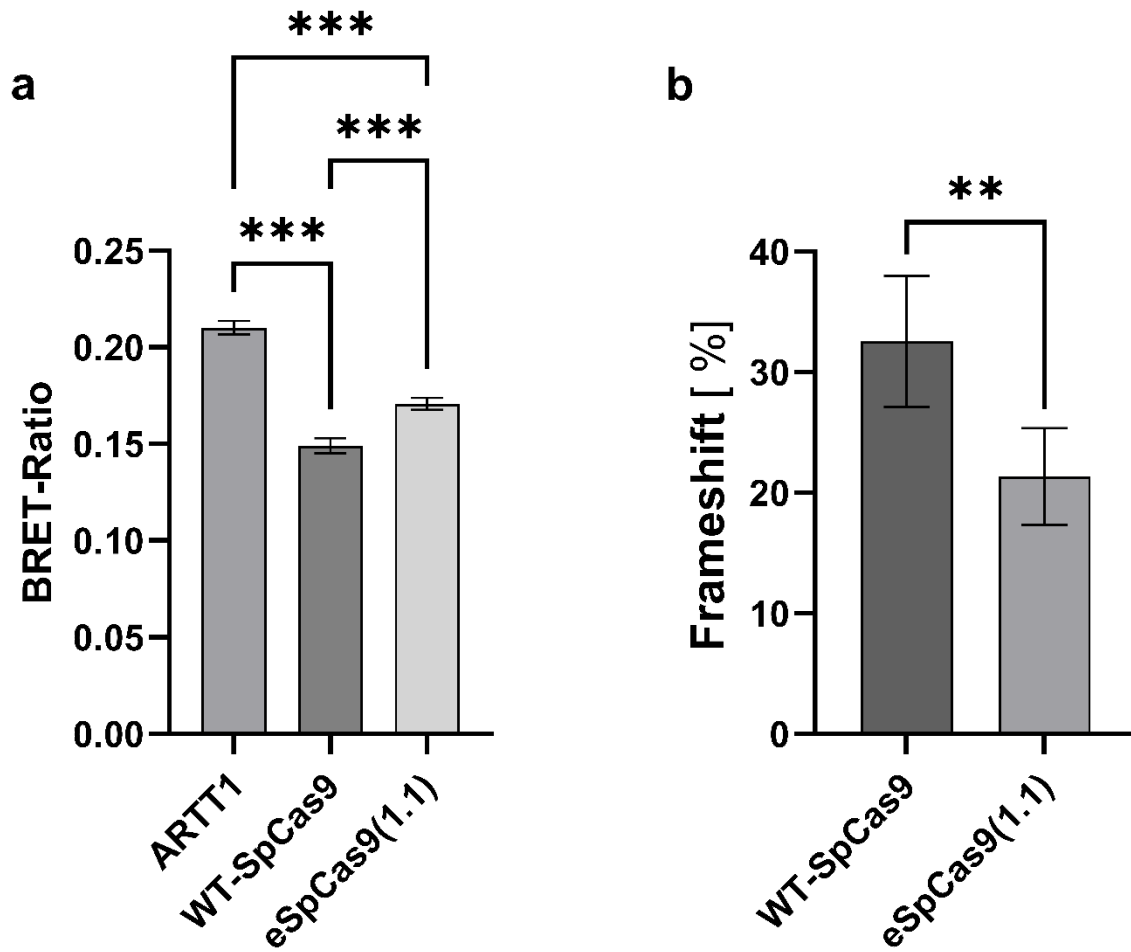 a
***
***
***
BRET-Ratio
0.25
0.20
0.15
0.10
0.05
0.00
ARTT1
WT-SpCas9
eSpCas9(1.1)
b
**
Frameshift [ %]
40
30
20
10
0
WT-SpCas9
eSpCas9(1.1)